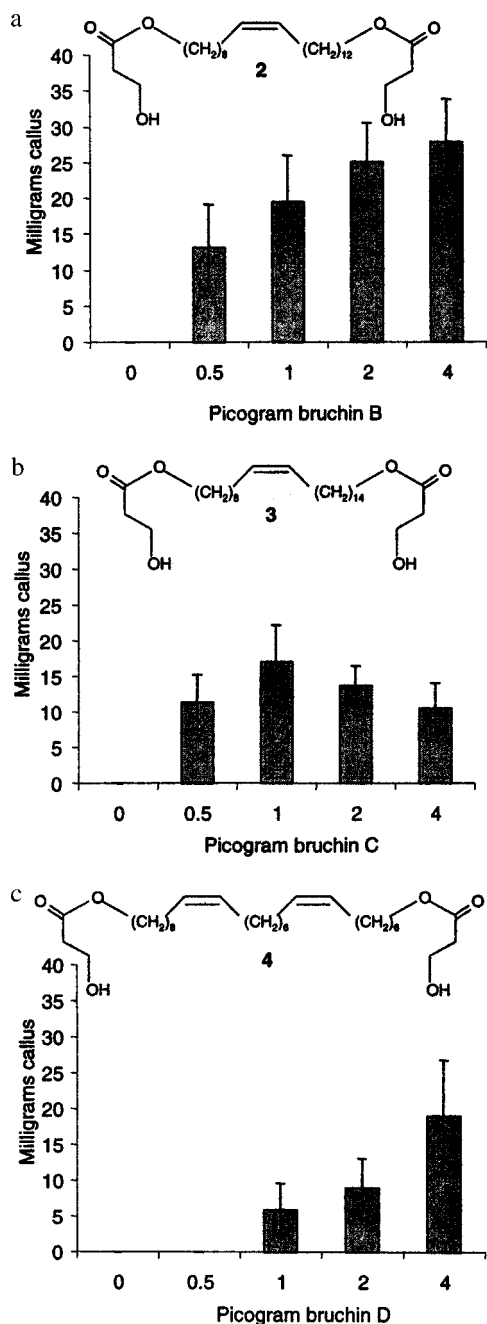 a
O O O O
(CH₂)₈ (CH₂)₁₂
2
OH OH
40
35
30
25
20
15
10
5
0
Milligrams callus
0 0.5 1 2 4
Picogram bruchin B
b
O O O O
(CH₂)₈ (CH₂)₁₄
3
OH OH
40
35
30
25
20
15
10
5
0
Milligrams callus
0 0.5 1 2 4
Picogram bruchin C
c
O O O O
(CH₂)₈ (CH₂)₆ (CH₂)₆
4
OH OH
40
35
30
25
20
15
10
5
0
Milligrams callus
0 0.5 1 2 4
Picogram bruchin D